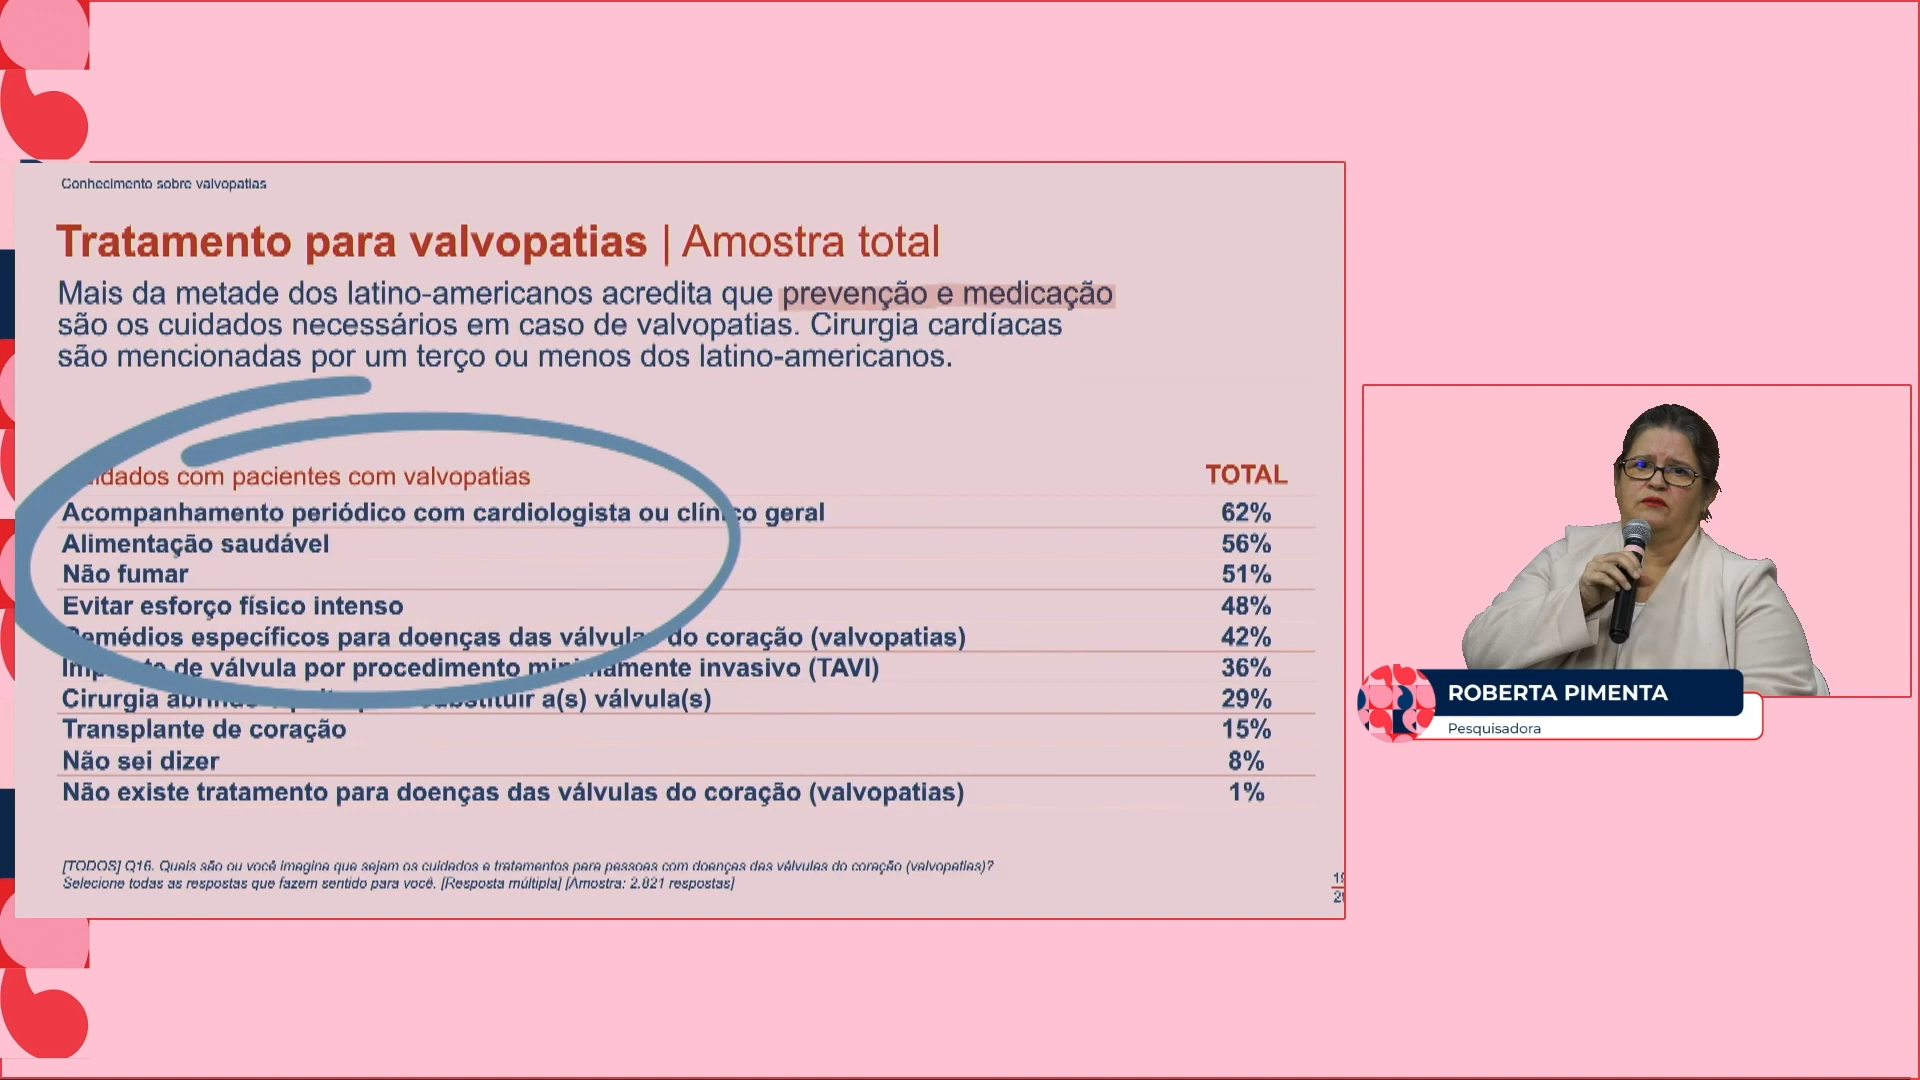 Conhecimento sobre valvopatias
Tratamento para valvopatias | Amostra total
Mais da metade dos latino-americanos acredita que prevenção e medicação
são os cuidados necessários em caso de valvopatias. Cirurgia cardíacas
são mencionadas por um terço ou menos dos latino-americanos.
com pacientes com valvopatias TOTAL
Acompanhamento periódico com cardiologista ou clínico geral 62%
Alimentação saudável 56%
Não fumar 51%
Evitar esforço físico intenso 48%
Remédios específicos para doenças das válvulas do coração (valvopatias) 42%
de válvula por procedimento minimamente invasivo (TAVI) 36%
Cirurgia a(s) válvula(s) 29%
Transplante de coração 15%
Não sei dizer 8%
Não existe tratamento para doenças das válvulas do coração (valvopatias) 1%
[TODOS] Q16. Quais são ou você imagina que sejam os cuidados e tratamentos para pessoas com doenças das válvulas do coração (valvopatias)?
Selecione todas as respostas que fazem sentido para você. [Resposta múltipla] [Amostra: 2.821 respostas]
ROBERTA PIMENTA
Pesquisadora